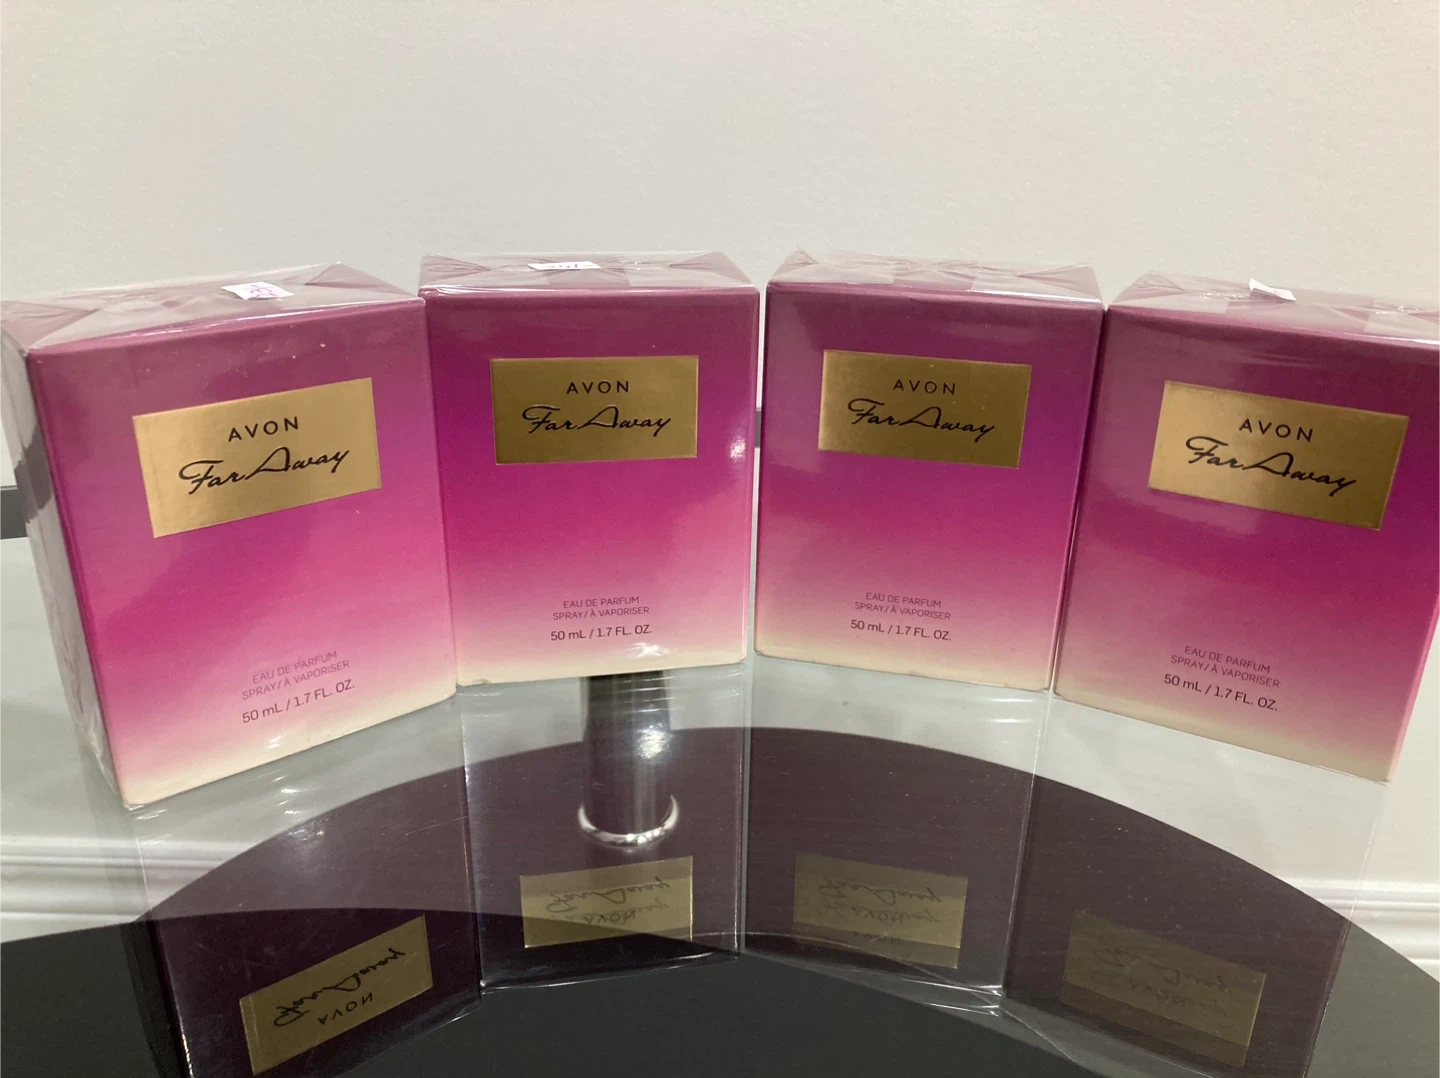 AVON
Far Away
EAU DE PARFUM
SPRAY / À VAPORISER
50 mL / 1.7 FL. OZ.
AVON
Far Away
EAU DE PARFUM
SPRAY / À VAPORISER
50 mL / 1.7 FL. OZ.
AVON
Far Away
EAU DE PARFUM
SPRAY / À VAPORISER
50 mL / 1.7 FL. OZ.
AVON
Far Away
EAU DE PARFUM
SPRAY / À VAPORISER
50 mL / 1.7 FL. OZ.